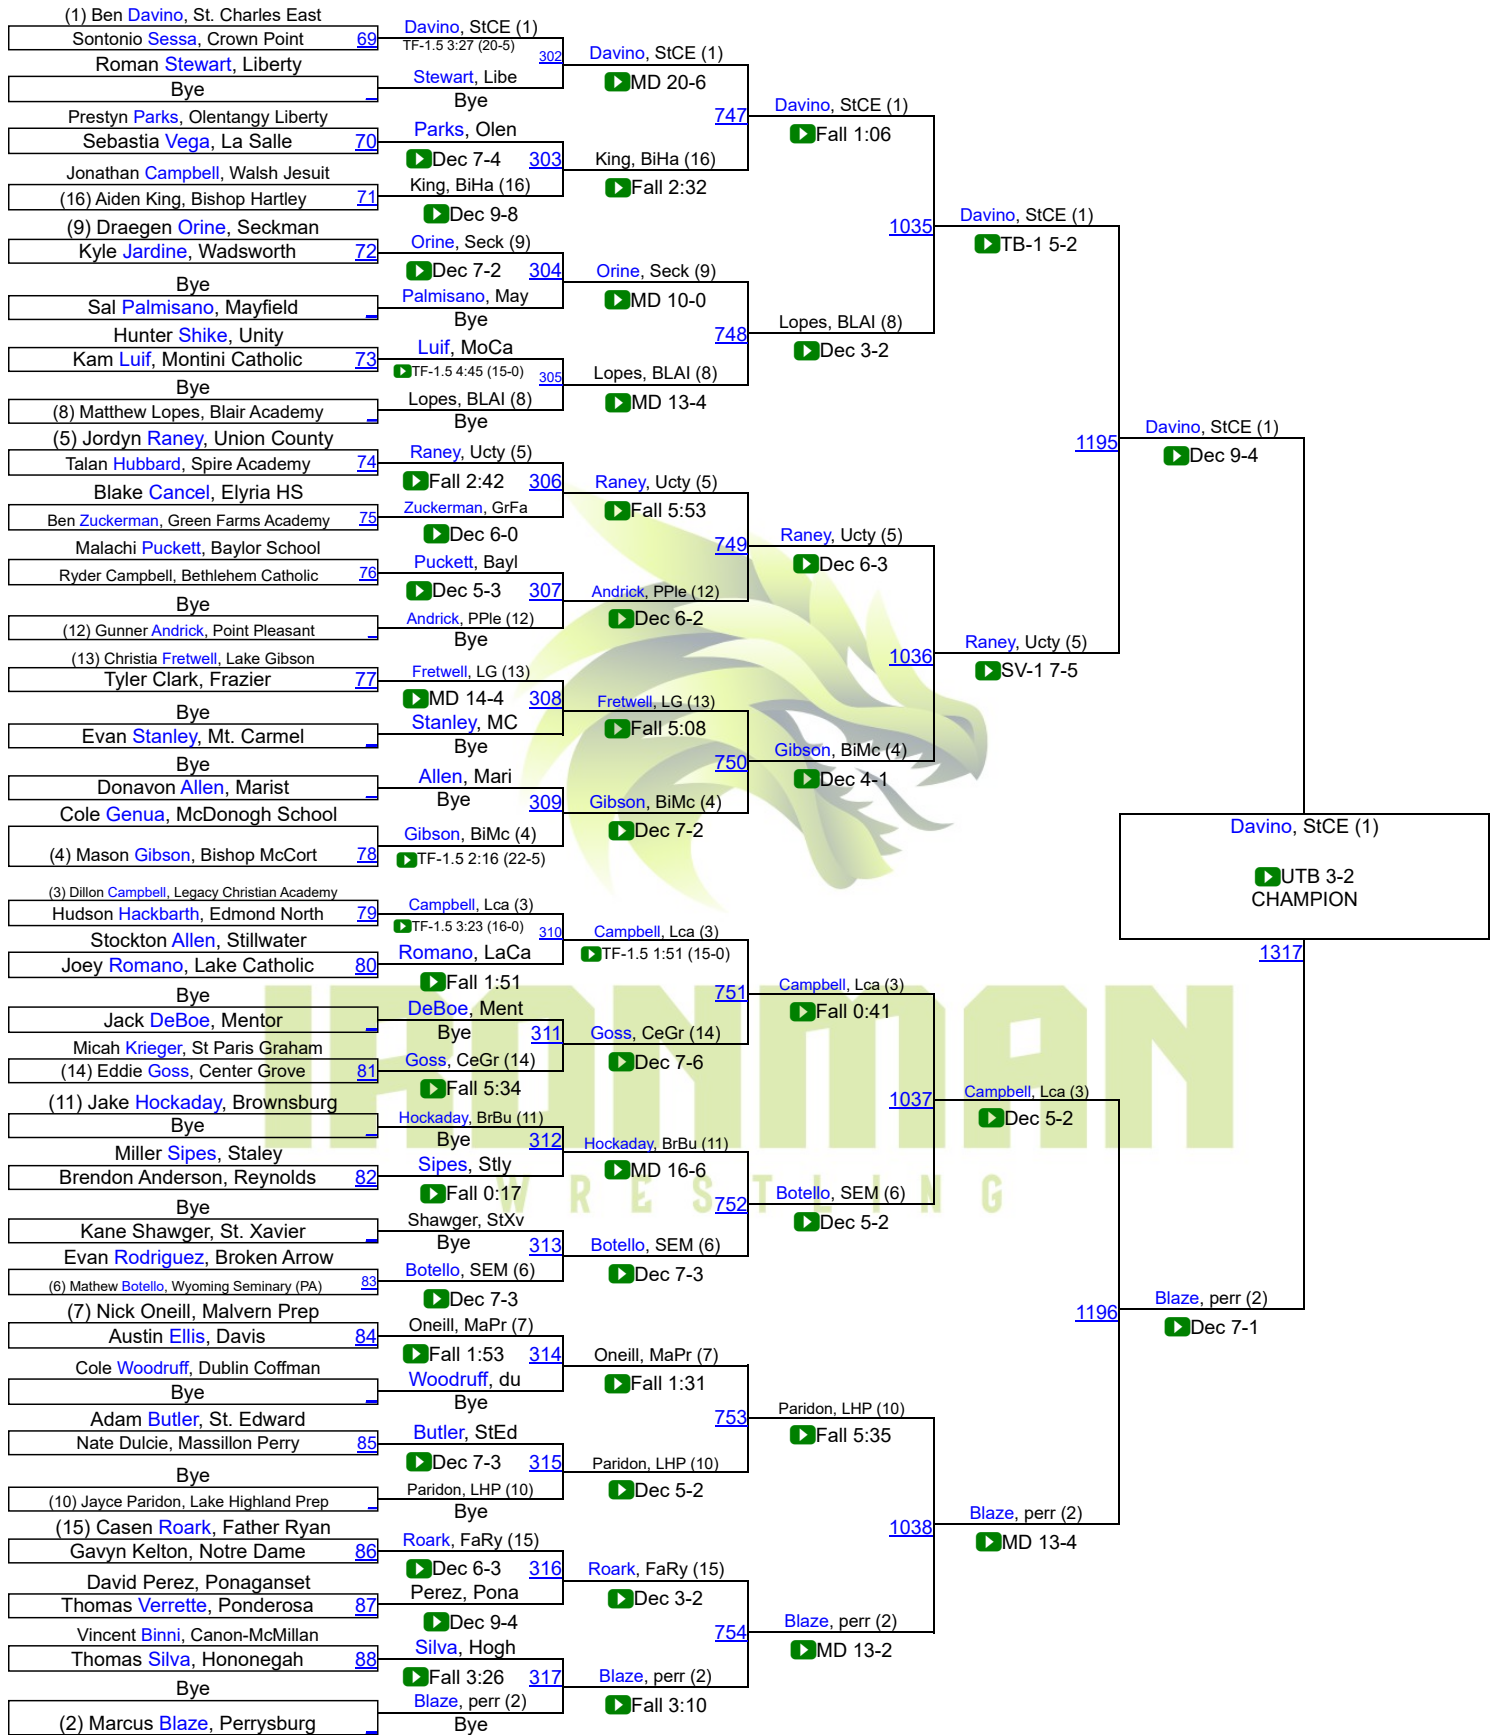 (1) Ben Davino, St. Charles East
Sontonio Sessa, Crown Point 69
Roman Stewart, Liberty
Bye
Prestyn Parks, Olentangy Liberty
Sebastia Vega, La Salle 70
Jonathan Campbell, Walsh Jesuit
(16) Aiden King, Bishop Hartley 71
(9) Draegen Orine, Seckman
Kyle Jardine, Wadsworth 72
Bye
Sal Palmisano, Mayfield
Hunter Shike, Unity
Kam Luif, Montini Catholic 73
Bye
(8) Matthew Lopes, Blair Academy
(5) Jordyn Raney, Union County
Talan Hubbard, Spire Academy 74
Blake Cancel, Elyria HS
Ben Zuckerman, Green Farms Academy 75
Malachi Puckett, Baylor School
Ryder Campbell, Bethlehem Catholic 76
Bye
(12) Gunner Andrick, Point Pleasant
(13) Christia Fretwell, Lake Gibson
Tyler Clark, Frazier 77
Bye
Evan Stanley, Mt. Carmel
Bye
Donavon Allen, Marist
Cole Genua, McDonogh School
(4) Mason Gibson, Bishop McCort 78
(3) Dillon Campbell, Legacy Christian Academy
Hudson Hackbarth, Edmond North 79
Stockton Allen, Stillwater
Joey Romano, Lake Catholic 80
Bye
Jack DeBoe, Mentor
Micah Krieger, St Paris Graham
(14) Eddie Goss, Center Grove 81
(11) Jake Hockaday, Brownsburg
Bye
Miller Sipes, Staley
Brendon Anderson, Reynolds 82
Bye
Kane Shawger, St. Xavier
Evan Rodriguez, Broken Arrow
(6) Mathew Botello, Wyoming Seminary (PA) 83
(7) Nick Oneill, Malvern Prep
Austin Ellis, Davis 84
Cole Woodruff, Dublin Coffman
Bye
Adam Butler, St. Edward
Nate Dulcie, Massillon Perry 85
Bye
(10) Jayce Paridon, Lake Highland Prep
(15) Casen Roark, Father Ryan
Gavyn Kelton, Notre Dame 86
David Perez, Ponaganset
Thomas Verrette, Ponderosa 87
Vincent Binni, Canon-McMillan
Thomas Silva, Hononegah 88
Bye
(2) Marcus Blaze, Perrysburg
Davino, StCE (1)
TF-1.5 3:27 (20-5)
302
Stewart, Libe
Bye
Parks, Olen
Dec 7-4
303
King, BiHa (16)
Dec 9-8
Orine, Seck (9)
Dec 7-2
304
Palmisano, May
Bye
Luif, MoCa
TF-1.5 4:45 (15-0)
305
Lopes, BLAI (8)
Bye
Raney, Ucty (5)
Fall 2:42
306
Zuckerman, GrFa
Dec 6-0
Puckett, Bayl
Dec 5-3
307
Andrick, PPle (12)
Bye
Fretwell, LG (13)
MD 14-4
308
Stanley, MC
Bye
Allen, Mari
Bye
309
Gibson, BiMc (4)
TF-1.5 2:16 (22-5)
Campbell, Lca (3)
TF-1.5 3:23 (16-0)
310
Romano, LaCa
Fall 1:51
DeBoe, Ment
Bye
311
Goss, CeGr (14)
Fall 5:34
Hockaday, BrBu (11)
Bye
312
Sipes, Stly
Fall 0:17
Shawger, StXv
Bye
313
Botello, SEM (6)
Dec 7-3
Oneill, MaPr (7)
Fall 1:53
314
Woodruff, du
Bye
Butler, StEd
Dec 7-3
315
Paridon, LHP (10)
Bye
Roark, FaRy (15)
Dec 6-3
316
Perez, Pona
Dec 9-4
Silva, Hogh
Fall 3:26
317
Blaze, perr (2)
Bye
Davino, StCE (1)
MD 20-6
747
King, BiHa (16)
Fall 2:32
Orine, Seck (9)
MD 10-0
748
Lopes, BLAI (8)
MD 13-4
Raney, Ucty (5)
Fall 5:53
749
Andrick, PPle (12)
Dec 6-2
Fretwell, LG (13)
Fall 5:08
750
Gibson, BiMc (4)
Dec 7-2
Campbell, Lca (3)
TF-1.5 1:51 (15-0)
751
Goss, CeGr (14)
Dec 7-6
Hockaday, BrBu (11)
MD 16-6
752
Botello, SEM (6)
Dec 7-3
Oneill, MaPr (7)
Fall 1:31
753
Paridon, LHP (10)
Dec 5-2
Roark, FaRy (15)
Dec 3-2
754
Blaze, perr (2)
Fall 3:10
Davino, StCE (1)
Fall 1:06
1035
Lopes, BLAI (8)
Dec 3-2
Raney, Ucty (5)
Dec 6-3
1036
Gibson, BiMc (4)
Dec 4-1
Campbell, Lca (3)
Fall 0:41
1037
Botello, SEM (6)
Dec 5-2
Paridon, LHP (10)
Fall 5:35
1038
Blaze, perr (2)
MD 13-2
Davino, StCE (1)
TB-1 5-2
1195
Raney, Ucty (5)
SV-1 7-5
Campbell, Lca (3)
Dec 5-2
1196
Blaze, perr (2)
MD 13-4
Davino, StCE (1)
Dec 9-4
Blaze, perr (2)
Dec 7-1
Davino, StCE (1)
UTB 3-2
CHAMPION
1317
IRONMAN
WRESTLING